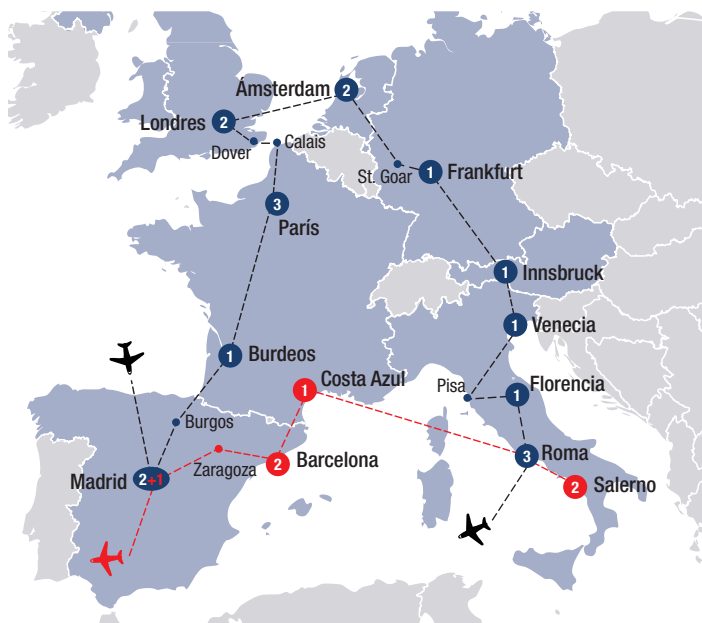 Ámsterdam
2
Londres
2
Dover
Calais
St. Goar
1
Frankfurt
3
París
1
Innsbruck
1
Venecia
1
Burdeos
Costa Azul
1
Pisa
1
Florencia
Burgos
Zaragoza
2
Barcelona
3
Roma
Madrid
2+1
2
Salerno